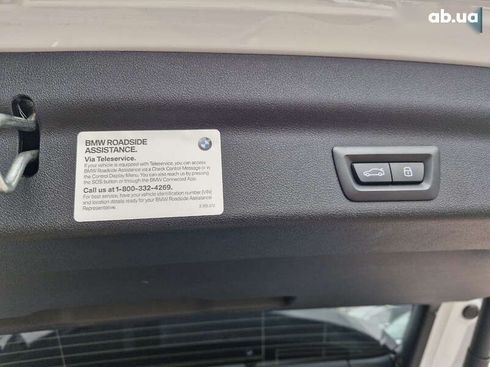 ab.ua
BMW ROADSIDE
ASSISTANCE.
Via Teleservice.
If your vehicle is equipped with Teleservice, you can access
BMW Roadside Assistance via a Check Control Message or in
the Control Display Menu. You can also reach us by pressing
the SOS button or through the BMW Connected App.
Call us at 1-800-332-4269.
For best service, have your vehicle identification number (VIN)
and location details ready for your BMW Roadside Assistance
Representative.